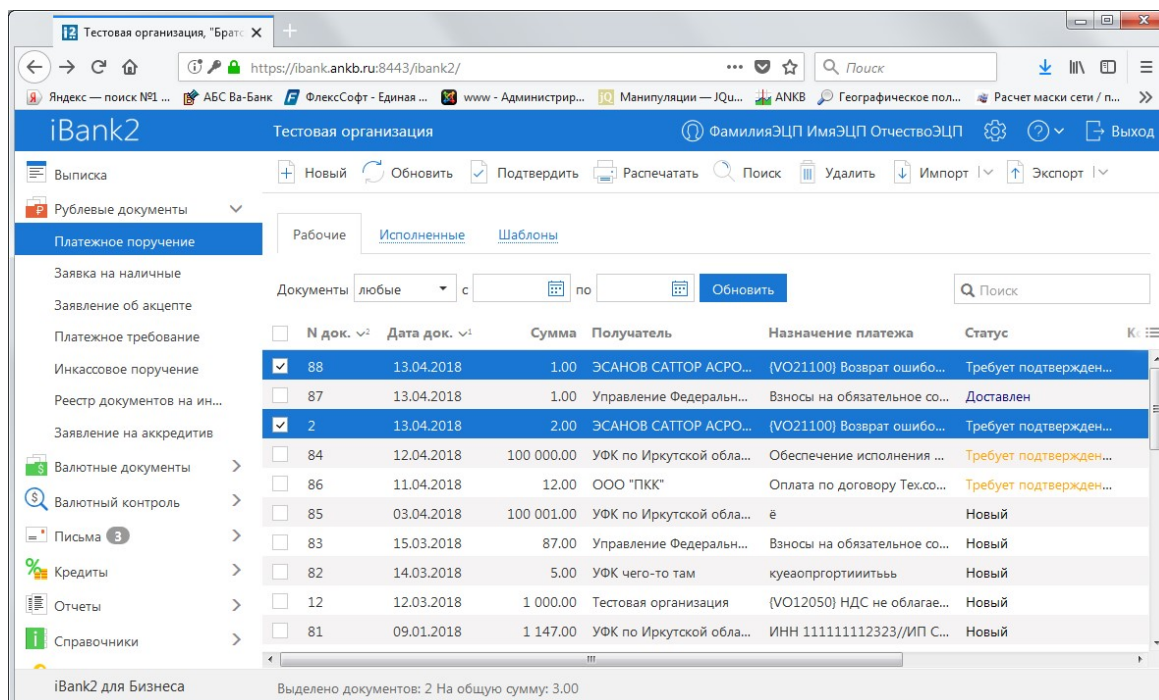 Тестовая организация, "Братс
https://ibank.ankb.ru:8443/ibank2/
Поиск
Яндекс — поиск №1 ... АБС Ва-Банк ФлексСофт - Единая ... www - Администрир... Манипуляции — JQu... ANKB Географическое пол... Расчет маски сети / п...
iBank2 Тестовая организация ФамилияЭЦП ИмяЭЦП ОтчествоЭЦП Выход
Новый Обновить Подтвердить Распечатать Поиск Удалить Импорт Экспорт
Выписка
Рублевые документы
Платежное поручение
Заявка на наличные
Заявление об акцепте
Платежное требование
Инкассовое поручение
Реестр документов на ин...
Заявление на аккредитив
Валютные документы
Валютный контроль
Письма 3
Кредиты
Отчеты
Справочники
Рабочие Исполненные Шаблоны
Документы любые с по Обновить Поиск
N док. 2 Дата док. 1 Сумма Получатель Назначение платежа Статус
88 13.04.2018 1.00 ЭСАНОВ САТТОР АСРО... {VO21100} Возврат ошибо... Требует подтвержден...
87 13.04.2018 1.00 Управление Федеральн... Взносы на обязательное со... Доставлен
2 13.04.2018 2.00 ЭСАНОВ САТТОР АСРО... {VO21100} Возврат ошибо... Требует подтвержден...
84 12.04.2018 100 000.00 УФК по Иркутской обла... Обеспечение исполнения ... Требует подтвержден...
86 11.04.2018 12.00 ООО "ПКК" Оплата по договору Тех.со... Требует подтвержден...
85 03.04.2018 100 001.00 УФК по Иркутской обла... ё Новый
83 15.03.2018 87.00 Управление Федеральн... Взносы на обязательное со... Новый
82 14.03.2018 5.00 УФК чего-то там куеаопргортииитььь Новый
12 12.03.2018 1 000.00 Тестовая организация {VO12050} НДС не облагае... Новый
81 09.01.2018 1 147.00 УФК по Иркутской обла... ИНН 111111112323//ИП С... Новый
iBank2 для Бизнеса Выделено документов: 2 На общую сумму: 3.00